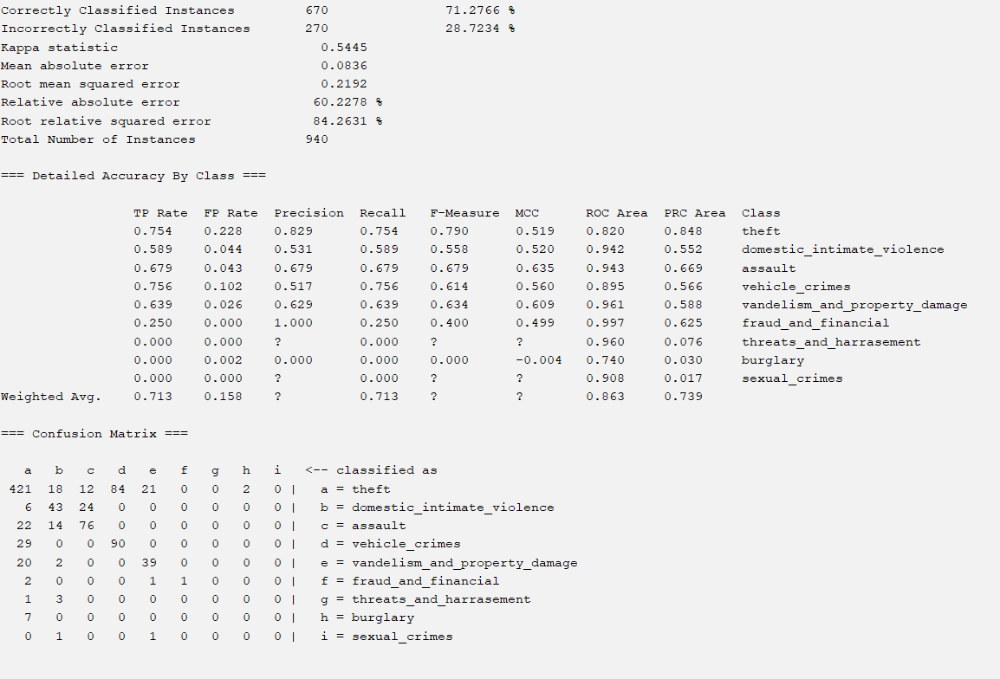 Correctly Classified Instances         670               71.2766 %
Incorrectly Classified Instances       270               28.7234 %
Kappa statistic                          0.5445
Mean absolute error                      0.0836
Root mean squared error                  0.2192
Relative absolute error                 60.2278 %
Root relative squared error             84.2631 %
Total Number of Instances              940
=== Detailed Accuracy By Class ===
                 TP Rate  FP Rate  Precision  Recall   F-Measure  MCC      ROC Area  PRC Area  Class
                 0.754    0.228    0.829      0.754    0.790      0.519    0.820     0.848     theft
                 0.589    0.044    0.531      0.589    0.558      0.520    0.942     0.552     domestic_intimate_violence
                 0.679    0.043    0.679      0.679    0.679      0.635    0.943     0.669     assault
                 0.756    0.102    0.517      0.756    0.614      0.560    0.895     0.566     vehicle_crimes
                 0.639    0.026    0.629      0.639    0.634      0.609    0.961     0.588     vandelism_and_property_damage
                 0.250    0.000    1.000      0.250    0.400      0.499    0.997     0.625     fraud_and_financial
                 0.000    0.000    ?          0.000    ?          ?        0.960     0.076     threats_and_harrasement
                 0.000    0.002    0.000      0.000    0.000      -0.004   0.740     0.030     burglary
                 0.000    0.000    ?          0.000    ?          ?        0.908     0.017     sexual_crimes
Weighted Avg.    0.713    0.158    ?          0.713    ?          ?        0.863     0.739
=== Confusion Matrix ===
   a   b   c   d   e   f   g   h   i   <-- classified as
 421  18  12  84  21   0   0   2   0 |   a = theft
   6  43  24   0   0   0   0   0   0 |   b = domestic_intimate_violence
  22  14  76   0   0   0   0   0   0 |   c = assault
  29   0   0  90   0   0   0   0   0 |   d = vehicle_crimes
  20   2   0   0  39   0   0   0   0 |   e = vandelism_and_property_damage
   2   0   0   0   1   1   0   0   0 |   f = fraud_and_financial
   1   3   0   0   0   0   0   0   0 |   g = threats_and_harrasement
   7   0   0   0   0   0   0   0   0 |   h = burglary
   0   1   0   0   1   0   0   0   0 |   i = sexual_crimes